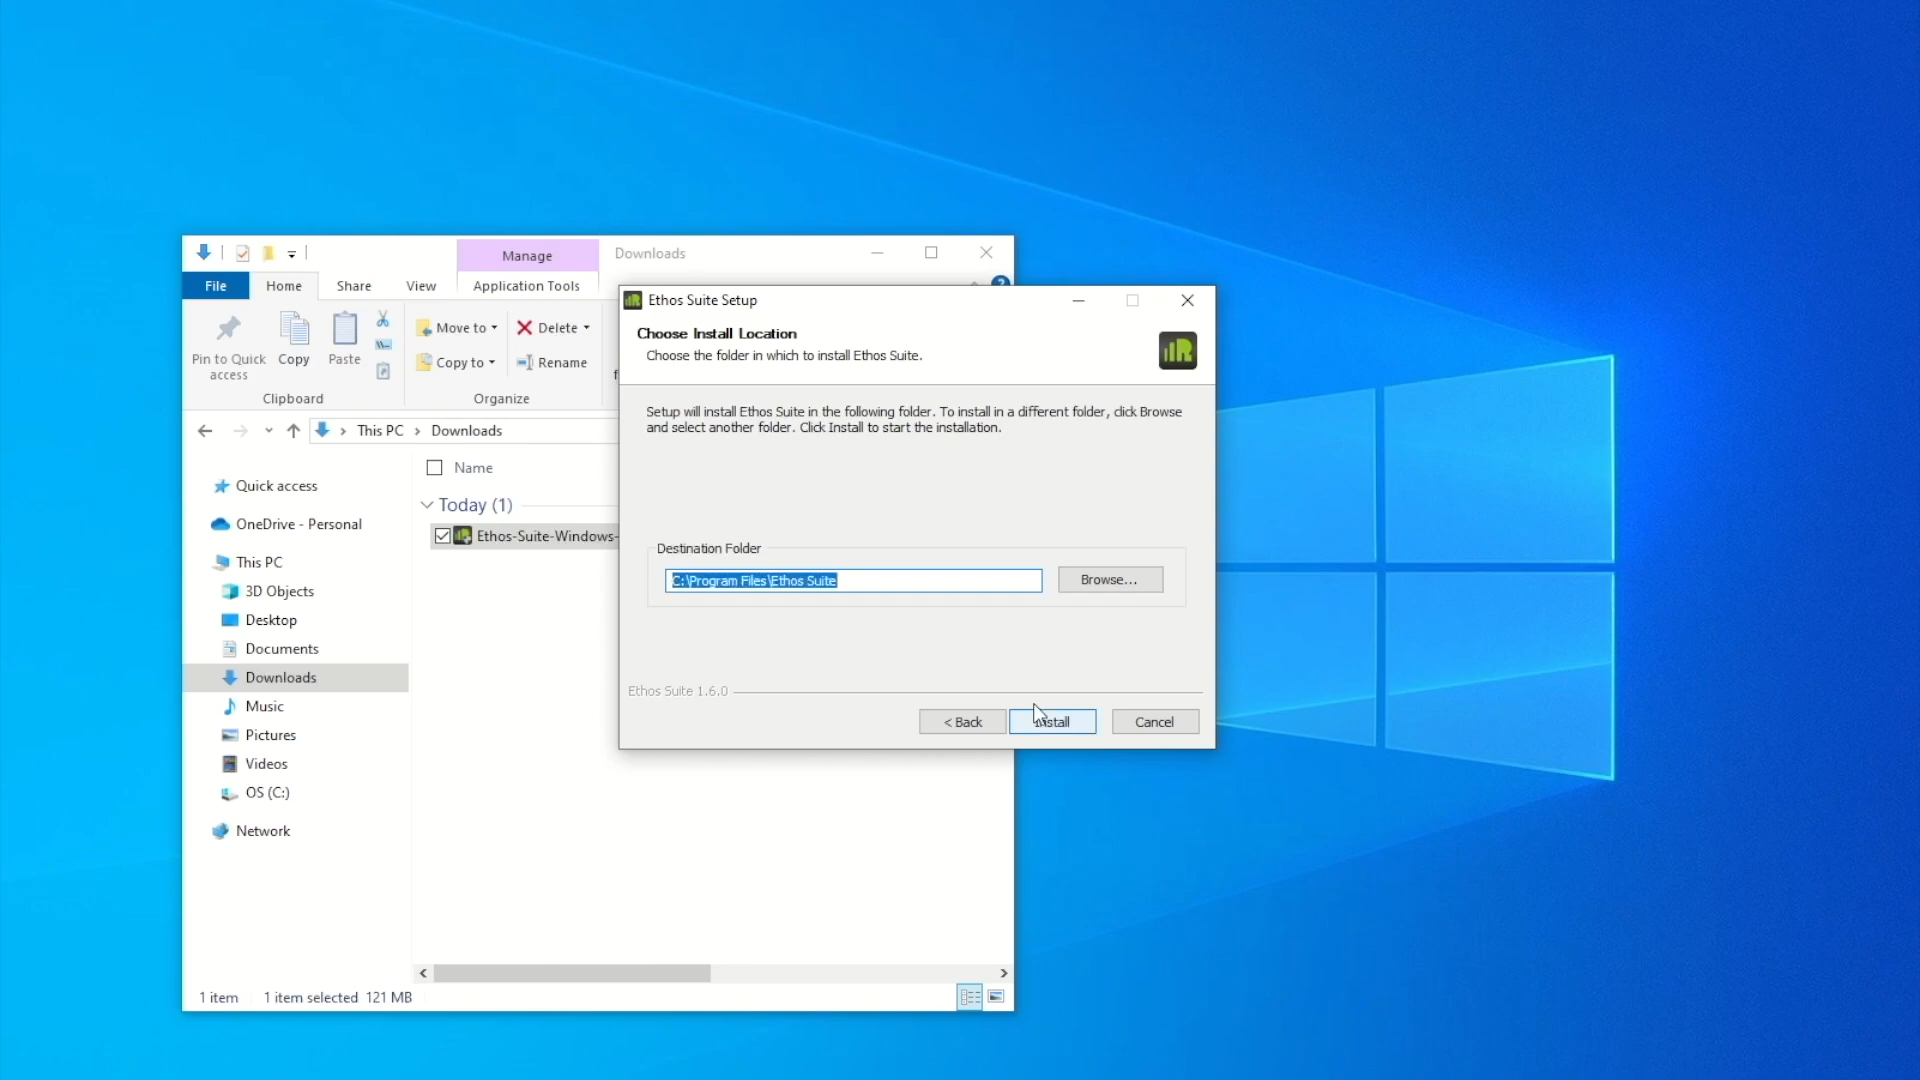 Manage
Downloads
File
Home
Share
View
Application Tools
Pin to Quick
access
Copy
Paste
Move to
Copy to
Delete
Rename
Clipboard
Organize
This PC
Downloads
Quick access
OneDrive - Personal
This PC
3D Objects
Desktop
Documents
Downloads
Music
Pictures
Videos
OS (C:)
Network
Name
Today (1)
Ethos-Suite-Windows-
1 item
1 item selected 121 MB
Ethos Suite Setup
Choose Install Location
Choose the folder in which to install Ethos Suite.
Setup will install Ethos Suite in the following folder. To install in a different folder, click Browse
and select another folder. Click Install to start the installation.
Destination Folder
C:\Program Files\Ethos Suite
Browse...
Ethos Suite 1.6.0
< Back
Install
Cancel